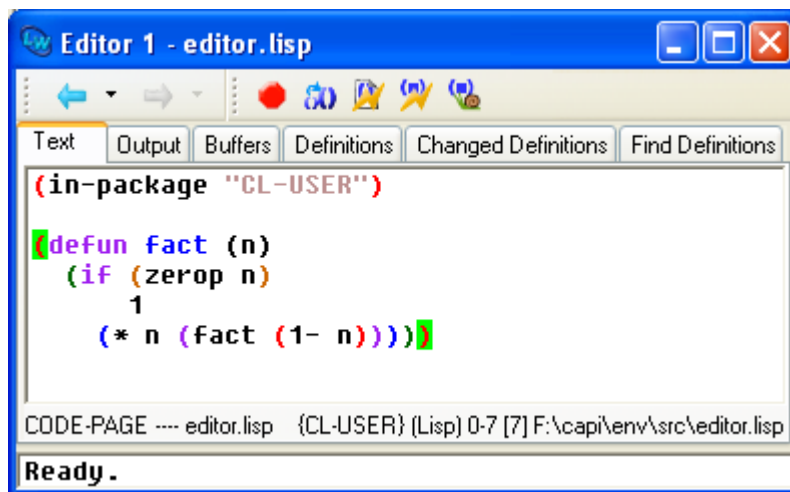 Editor 1 - editor.lisp
Text Output Buffers Definitions Changed Definitions Find Definitions
(in-package "CL-USER")
(defun fact (n)
(if (zerop n)
1
(* n (fact (1- n)))))
CODE-PAGE ---- editor.lisp {CL-USER} (Lisp) 0-7 [7] F:\capi\env\src\editor.lisp
Ready.